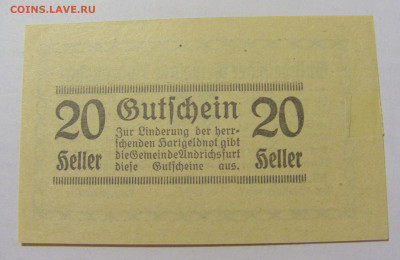 COINS.LAVE.RU
20 Gutschein 20
Zur Linderung der herr-
schenden Hartgeldnot gibt
die Gemeinde Andrichsfurt
Heller diese Gutscheine aus. Heller